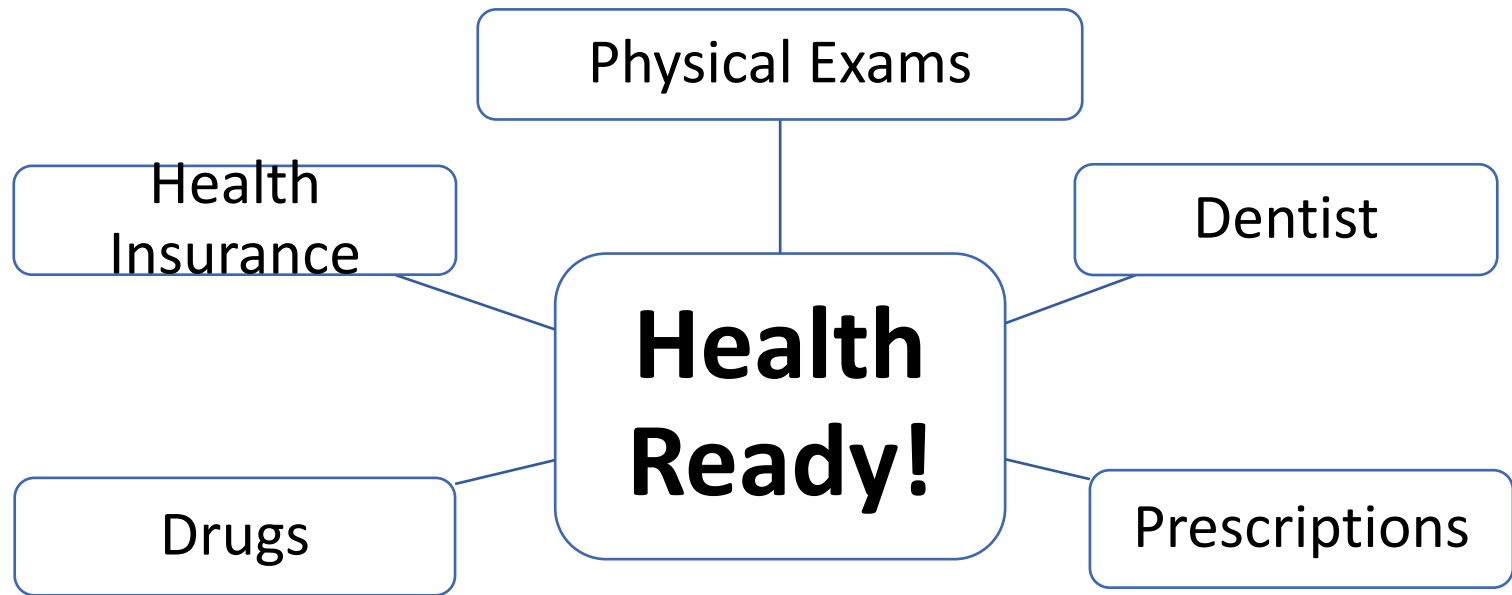 Physical Exams
Health
Insurance
Dentist
Health
Ready!
Drugs
Prescriptions